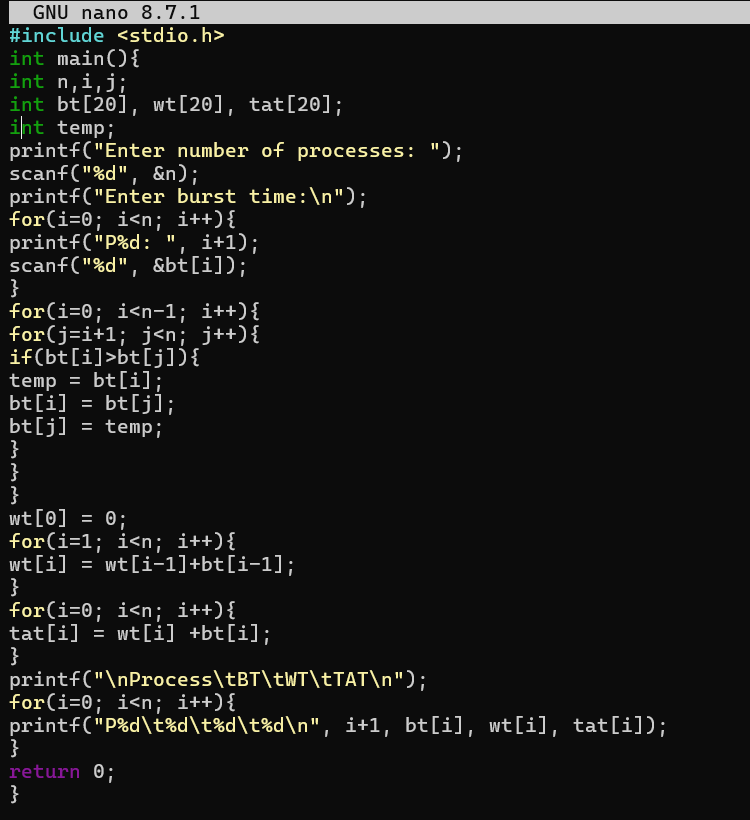 GNU nano 8.7.1
#include <stdio.h>
int main(){
int n,i,j;
int bt[20], wt[20], tat[20];
int temp;
printf("Enter number of processes: ");
scanf("%d", &n);
printf("Enter burst time:\n");
for(i=0; i<n; i++){
printf("P%d: ", i+1);
scanf("%d", &bt[i]);
}
for(i=0; i<n-1; i++){
for(j=i+1; j<n; j++){
if(bt[i]>bt[j]){
temp = bt[i];
bt[i] = bt[j];
bt[j] = temp;
}
}
}
wt[0] = 0;
for(i=1; i<n; i++){
wt[i] = wt[i-1]+bt[i-1];
}
for(i=0; i<n; i++){
tat[i] = wt[i] +bt[i];
}
printf("\nProcess\tBT\tWT\tTAT\n");
for(i=0; i<n; i++){
printf("P%d\t%d\t%d\t%d\n", i+1, bt[i], wt[i], tat[i]);
}
return 0;
}